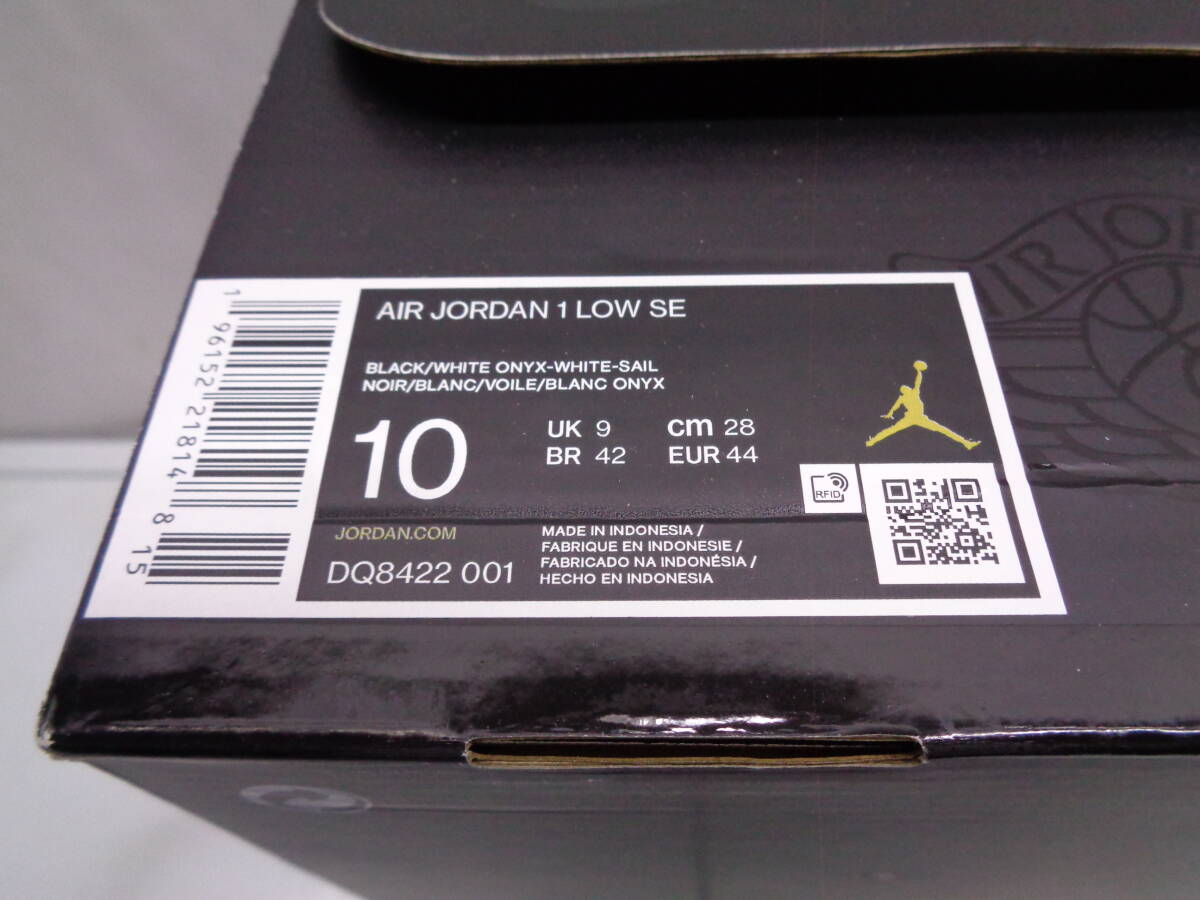 AIR JORDAN
1 96152 21814 8 15
AIR JORDAN 1 LOW SE
BLACK/WHITE ONYX-WHITE-SAIL
NOIR/BLANC/VOILE/BLANC ONYX
10
UK 9 cm 28
BR 42 EUR 44
RFID
JORDAN.COM
DQ8422 001
MADE IN INDONESIA /
FABRIQUE EN INDONESIE /
FABRICADO NA INDONÉSIA /
HECHO EN INDONESIA